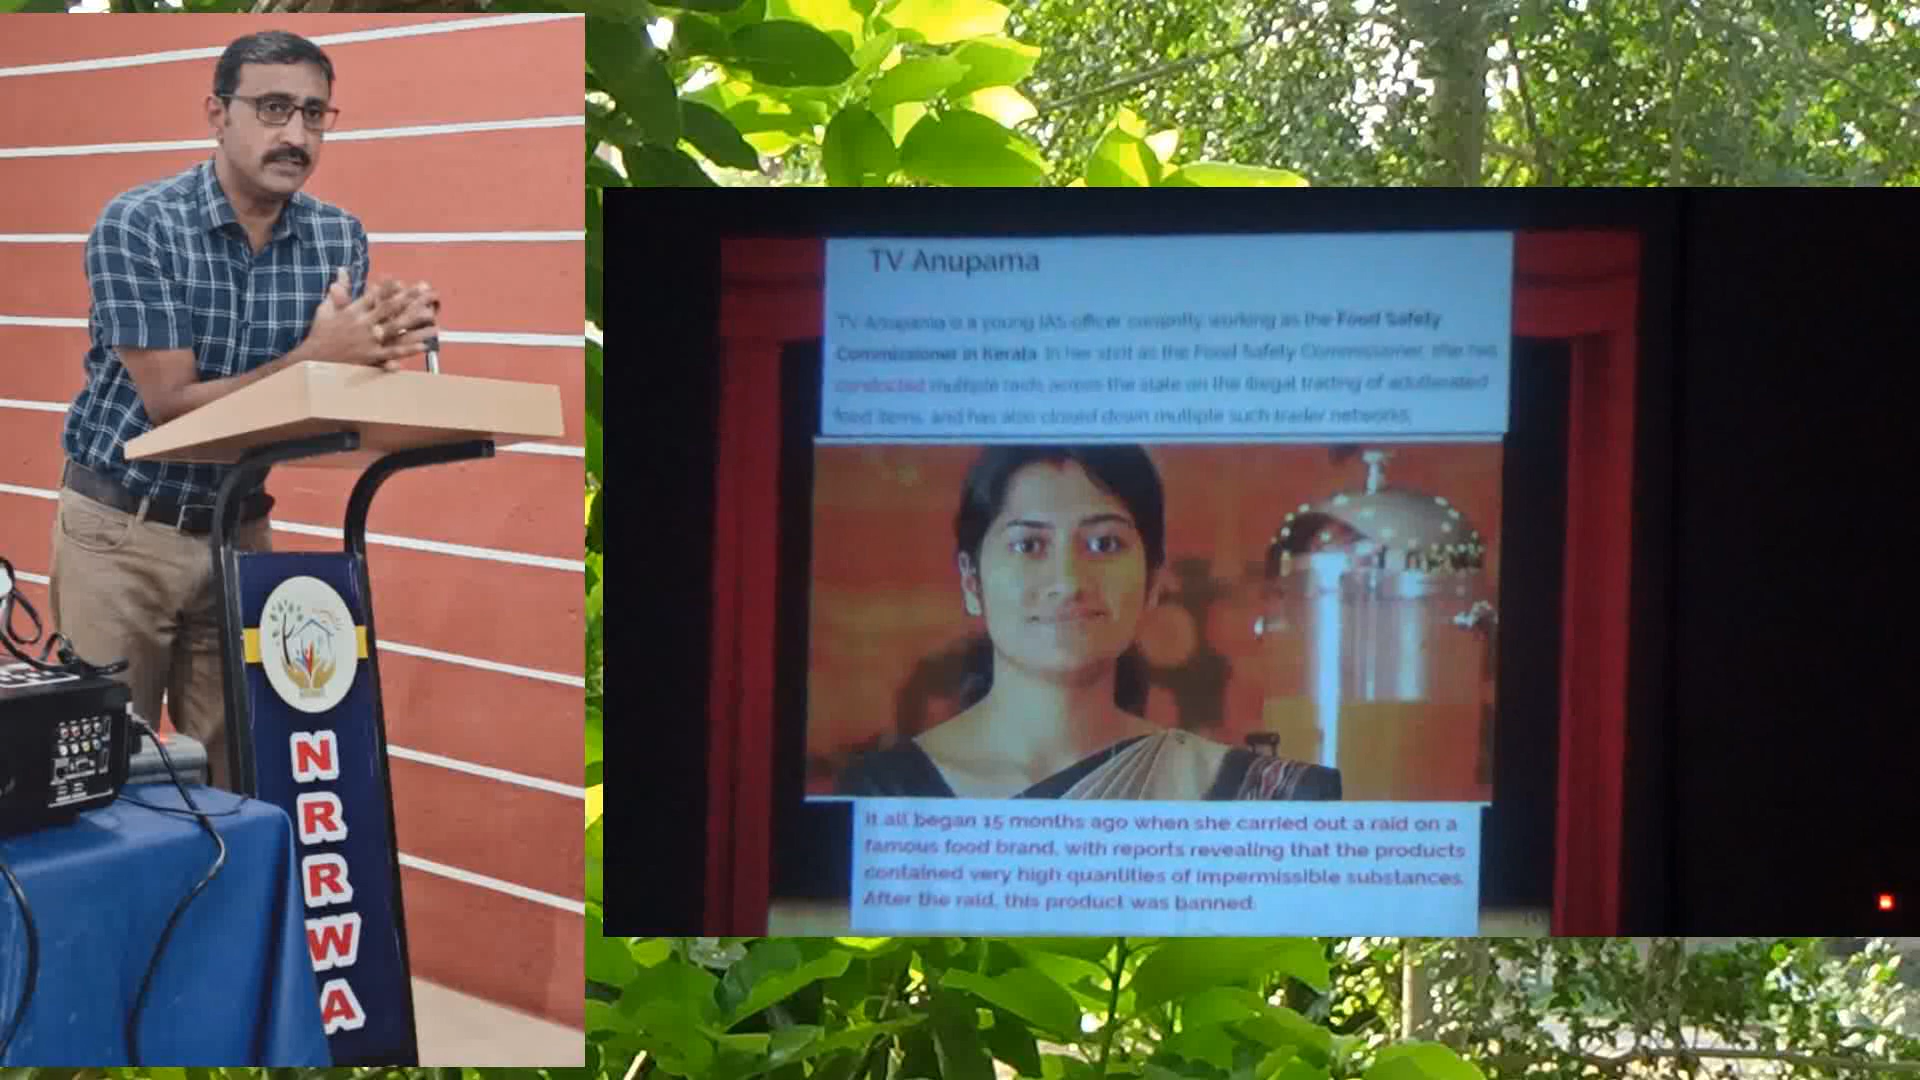 NRRWA
TV Anupama
TV Anupama is a young IAS officer currently working as the Food Safety
Commissioner in Kerala. In her stint as the Food Safety Commissioner, she has
conducted multiple raids across the state on the illegal trading of adulterated
food items, and has also closed down multiple such trader networks.
It all began 15 months ago when she carried out a raid on a
famous food brand, with reports revealing that the products
contained very high quantities of impermissible substances.
After the raid, this product was banned.